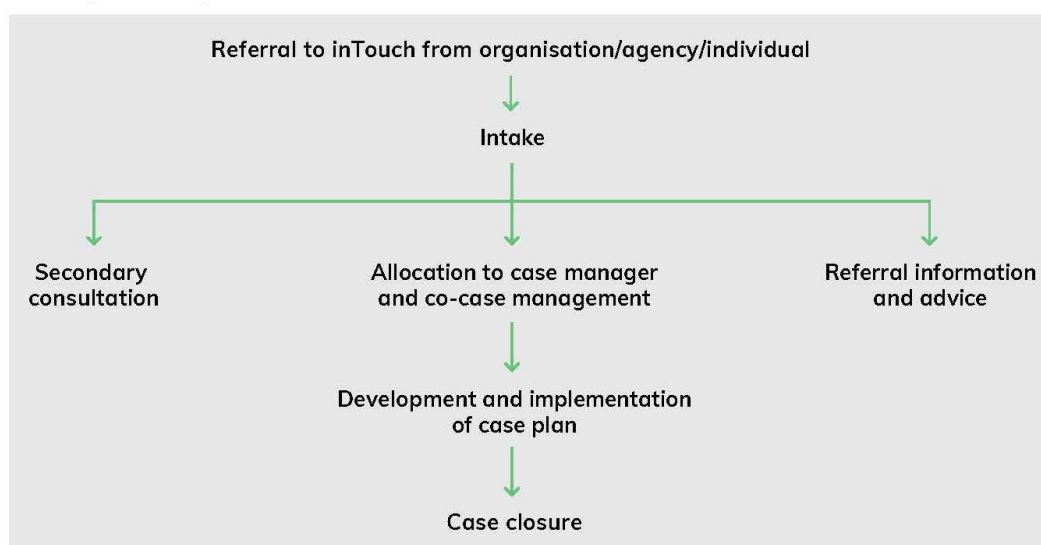 Referral to inTouch from organisation/agency/individual
Intake
Secondary
consultation
Allocation to case manager
and co-case management
Referral information
and advice
Development and implementation
of case plan
Case closure